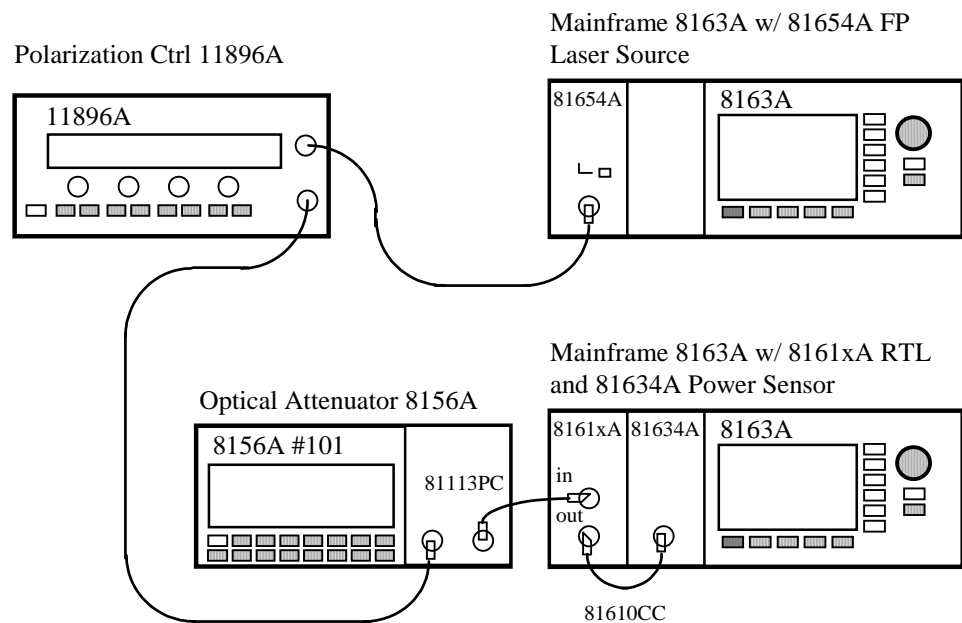 Mainframe 8163A w/ 81654A FP
Laser Source
Polarization Ctrl 11896A
81654A
8163A
11896A
Mainframe 8163A w/ 8161xA RTL
and 81634A Power Sensor
Optical Attenuator 8156A
8161xA
81634A
8163A
8156A #101
in
81113PC
out
81610CC